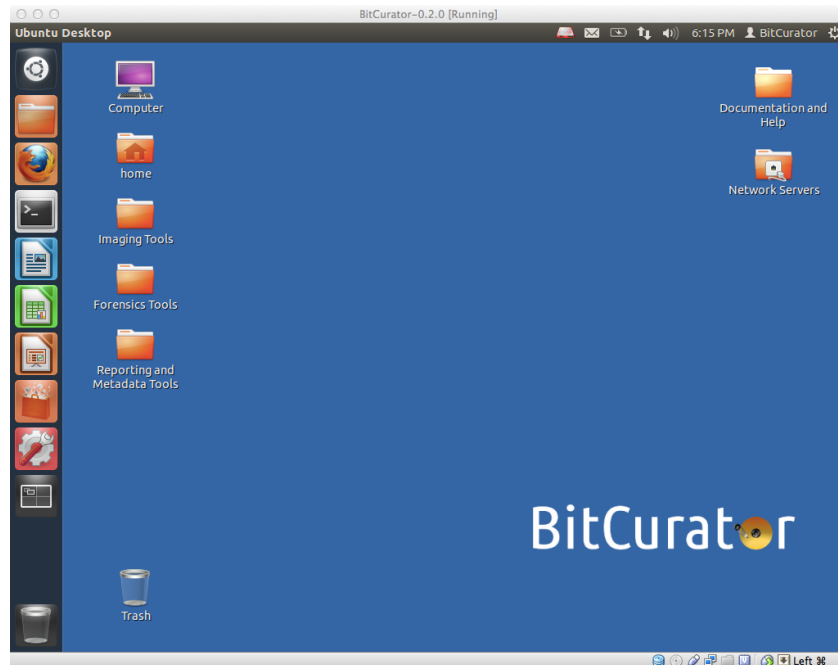 BitCurator-0.2.0 [Running]
Ubuntu Desktop
6:15 PM
BitCurator
Computer
home
Imaging Tools
Forensics Tools
Reporting and
Metadata Tools
Trash
Documentation and
Help
Network Servers
BitCurator
Left ⌘